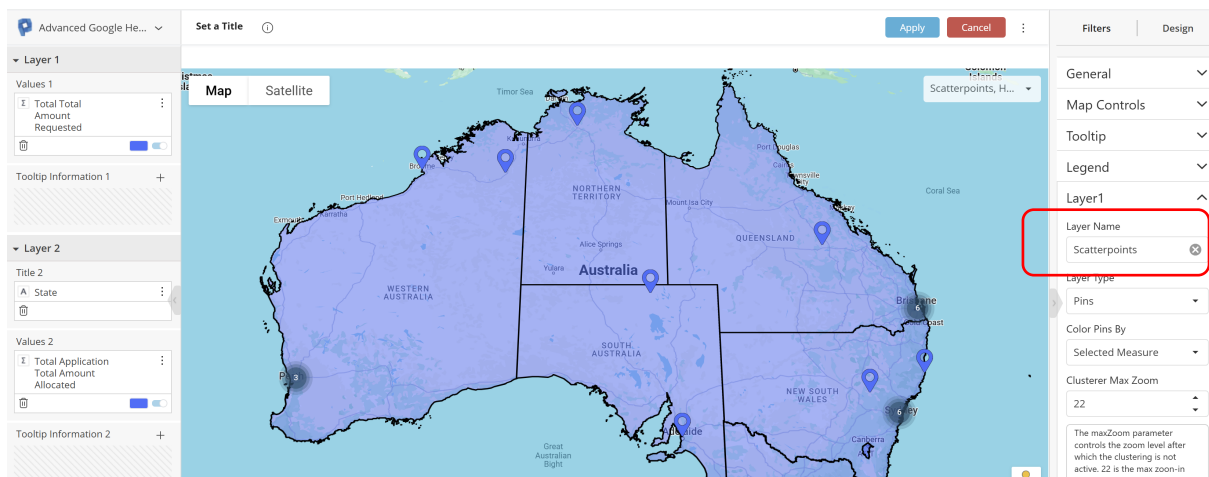 Advanced Google He...
Set a Title
Apply
Cancel
Filters
Design
Layer 1
Values 1
Σ Total Total
Amount
Requested
Tooltip Information 1
+
Layer 2
Title 2
A State
Values 2
Σ Total Application
Total Amount
Allocated
Tooltip Information 2
+
Map
Satellite
Scatterpoints, H...
Timor Sea
Port Douglas
Coral Sea
Port Hedland
Karratha
NORTHERN
TERRITORY
Mount Isa City
QUEENSLAND
Alice Springs
Yulara
Australia
WESTERN
AUSTRALIA
Brisbane
6
Gold Coast
SOUTH
AUSTRALIA
3
NEW SOUTH
WALES
6
Adelaide
Canberra
Great
Australian
Bight
General
Map Controls
Tooltip
Legend
Layer1
Layer Name
Scatterpoints
Layer Type
Pins
Color Pins By
Selected Measure
Clusterer Max Zoom
22
The maxZoom parameter
controls the zoom level after
which the clustering is not
active. 22 is the max zoon-in